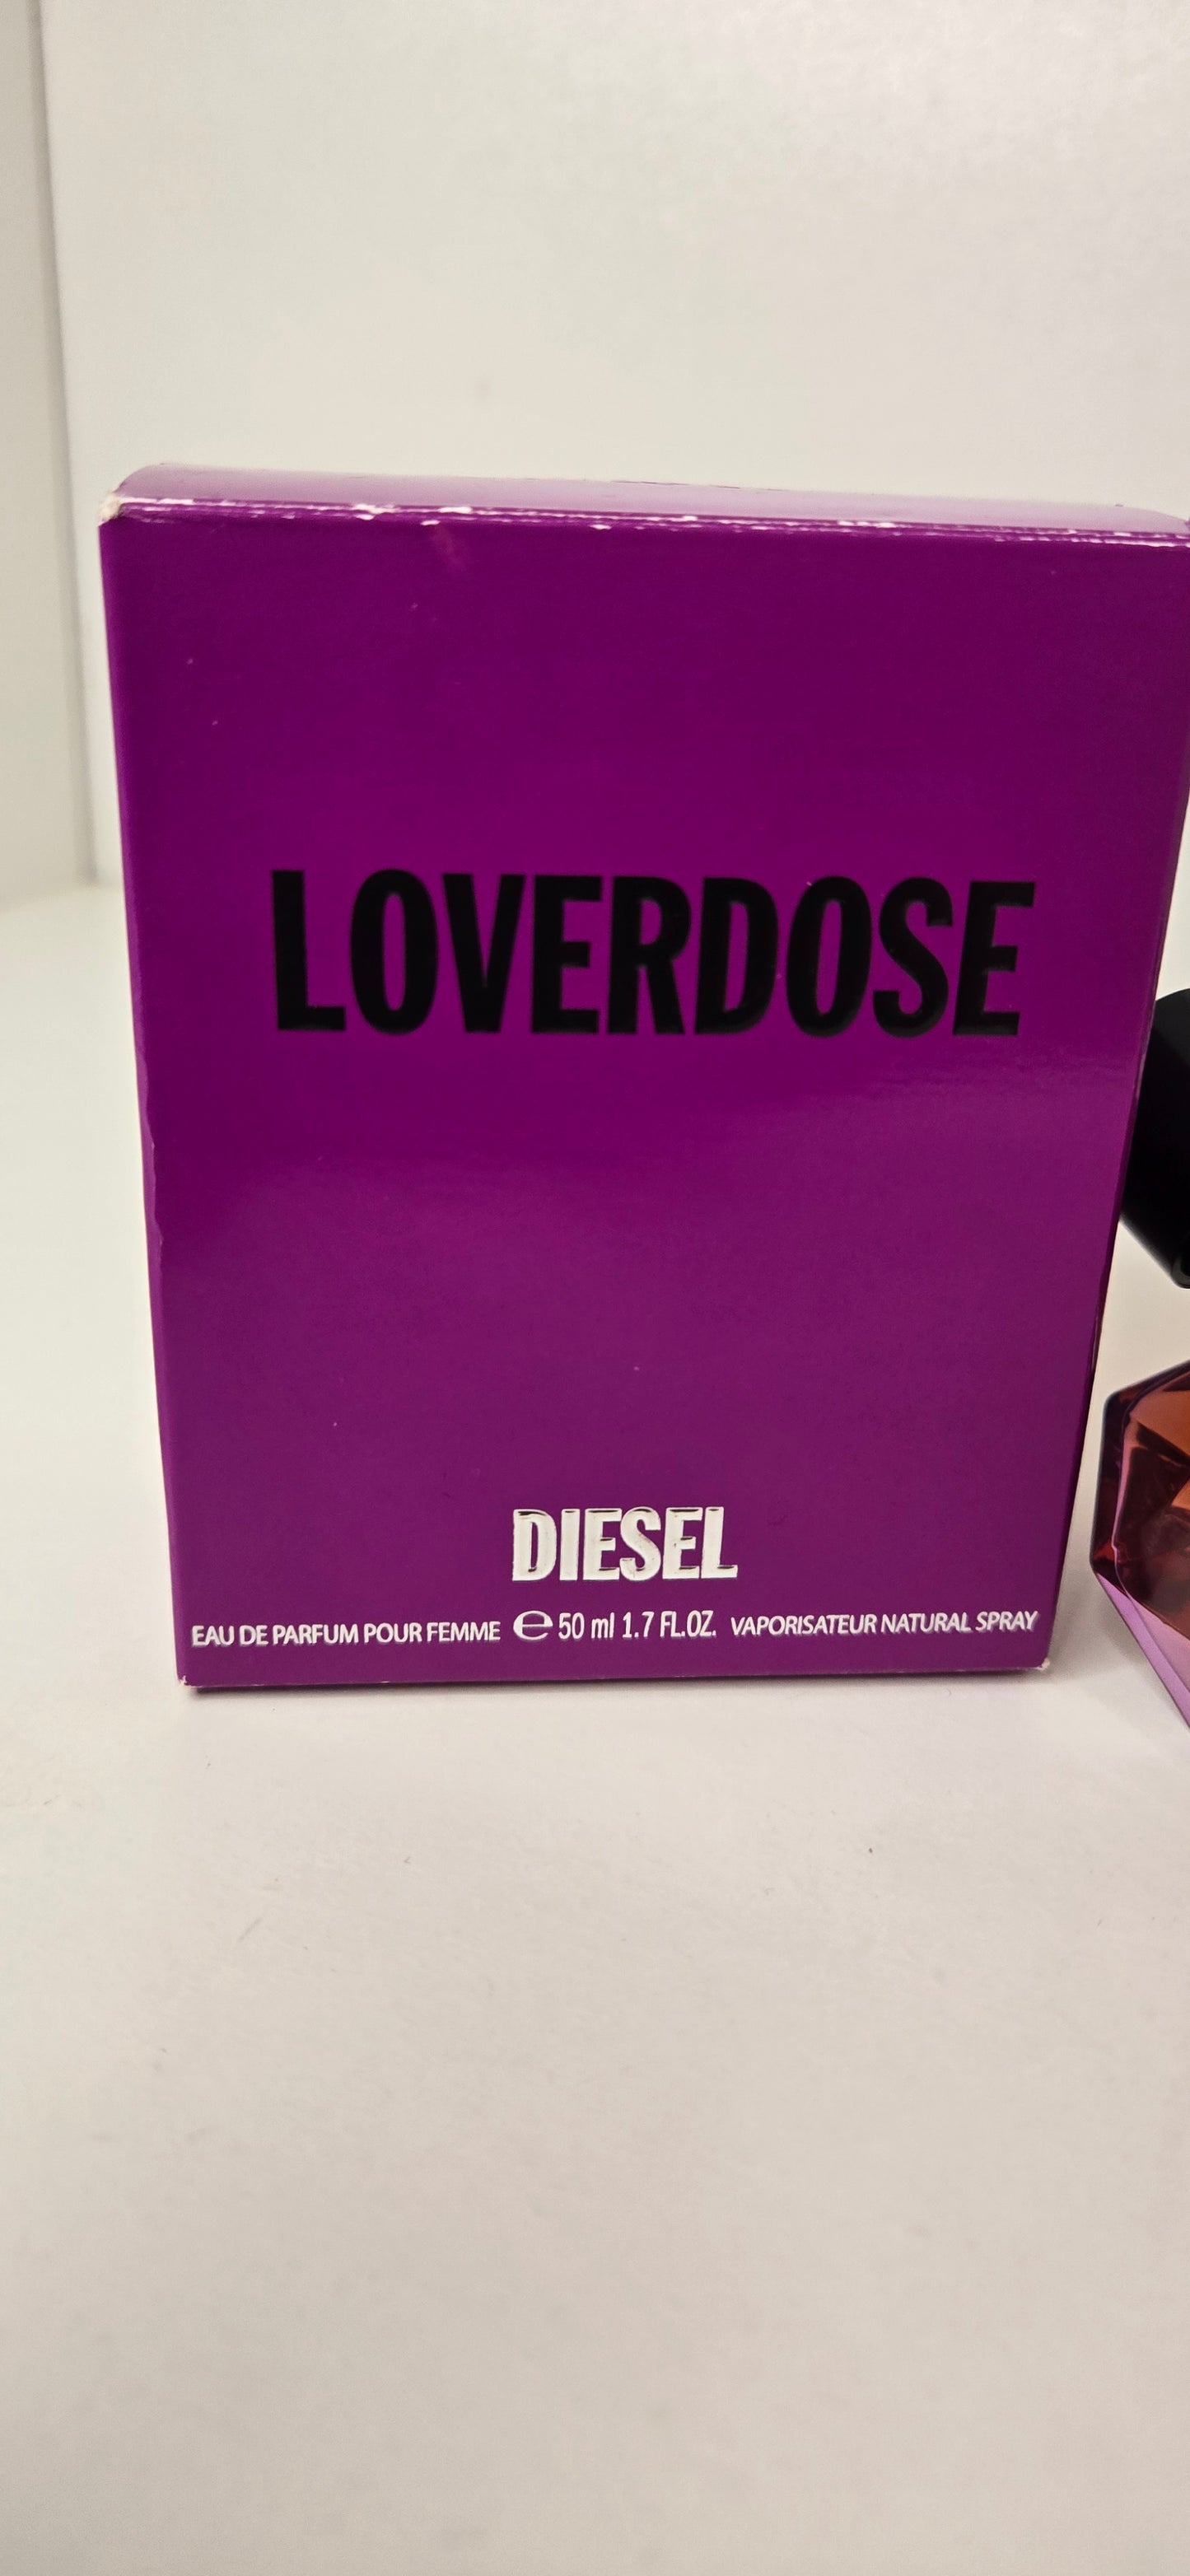 LOVERDOSE
DIESEL
EAU DE PARFUM POUR FEMME ℮ 50 ml 1.7 FL.OZ. VAPORISATEUR NATURAL SPRAY